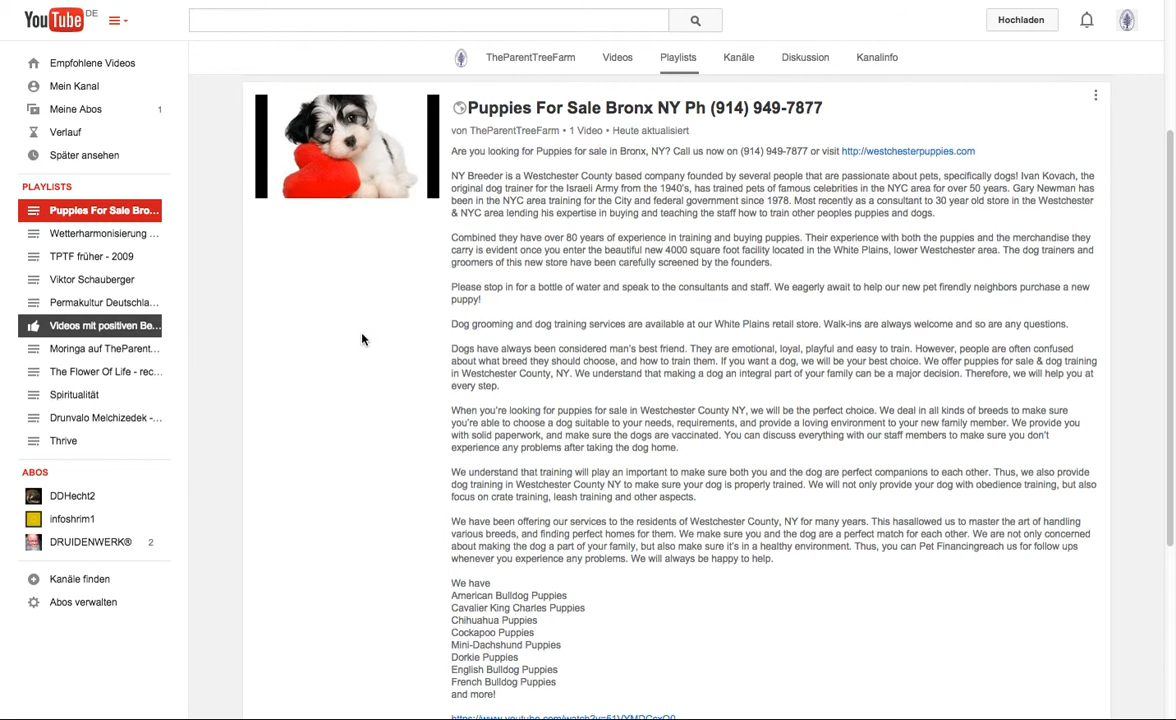 YouTube DE
Hochladen
Empfohlene Videos
Mein Kanal
Meine Abos 1
Verlauf
Später ansehen
PLAYLISTS
Puppies For Sale Bro...
Wetterharmonisierung ...
TPTF früher - 2009
Viktor Schauberger
Permakultur Deutschla...
Videos mit positiven Be...
Moringa auf TheParent...
The Flower Of Life - rec...
Spiritualität
Drunvalo Melchizedek -...
Thrive
ABOS
DDHecht2
infoshrim1
DRUIDENWERK® 2
Kanäle finden
Abos verwalten
TheParentTreeFarm Videos Playlists Kanäle Diskussion Kanalinfo
Puppies For Sale Bronx NY Ph (914) 949-7877
von TheParentTreeFarm • 1 Video • Heute aktualisiert
Are you looking for Puppies for sale in Bronx, NY? Call us now on (914) 949-7877 or visit http://westchesterpuppies.com
NY Breeder is a Westchester County based company founded by several people that are passionate about pets, specifically dogs! Ivan Kovach, the
original dog trainer for the Israeli Army from the 1940's, has trained pets of famous celebrities in the NYC area for over 50 years. Gary Newman has
been in the NYC area training for the City and federal government since 1978. Most recently as a consultant to 30 year old store in the Westchester
& NYC area lending his expertise in buying and teaching the staff how to train other peoples puppies and dogs.
Combined they have over 80 years of experience in training and buying puppies. Their experience with both the puppies and the merchandise they
carry is evident once you enter the beautiful new 4000 square foot facility located in the White Plains, lower Westchester area. The dog trainers and
groomers of this new store have been carefully screened by the founders.
Please stop in for a bottle of water and speak to the consultants and staff. We eagerly await to help our new pet firendly neighbors purchase a new
puppy!
Dog grooming and dog training services are available at our White Plains retail store. Walk-ins are always welcome and so are any questions.
Dogs have always been considered man's best friend. They are emotional, loyal, playful and easy to train. However, people are often confused
about what breed they should choose, and how to train them. If you want a dog, we will be your best choice. We offer puppies for sale & dog training
in Westchester County, NY. We understand that making a dog an integral part of your family can be a major decision. Therefore, we will help you at
every step.
When you're looking for puppies for sale in Westchester County NY, we will be the perfect choice. We deal in all kinds of breeds to make sure
you're able to choose a dog suitable to your needs, requirements, and provide a loving environment to your new family member. We provide you
with solid paperwork, and make sure the dogs are vaccinated. You can discuss everything with our staff members to make sure you don't
experience any problems after taking the dog home.
We understand that training will play an important to make sure both you and the dog are perfect companions to each other. Thus, we also provide
dog training in Westchester County NY to make sure your dog is properly trained. We will not only provide your dog with obedience training, but also
focus on crate training, leash training and other aspects.
We have been offering our services to the residents of Westchester County, NY for many years. This hasallowed us to master the art of handling
various breeds, and finding perfect homes for them. We make sure you and the dog are a perfect match for each other. We are not only concerned
about making the dog a part of your family, but also make sure it's in a healthy environment. Thus, you can Pet Financingreach us for follow ups
whenever you experience any problems. We will always be happy to help.
We have
American Bulldog Puppies
Cavalier King Charles Puppies
Chihuahua Puppies
Cockapoo Puppies
Mini-Dachshund Puppies
Dorkie Puppies
English Bulldog Puppies
French Bulldog Puppies
and more!